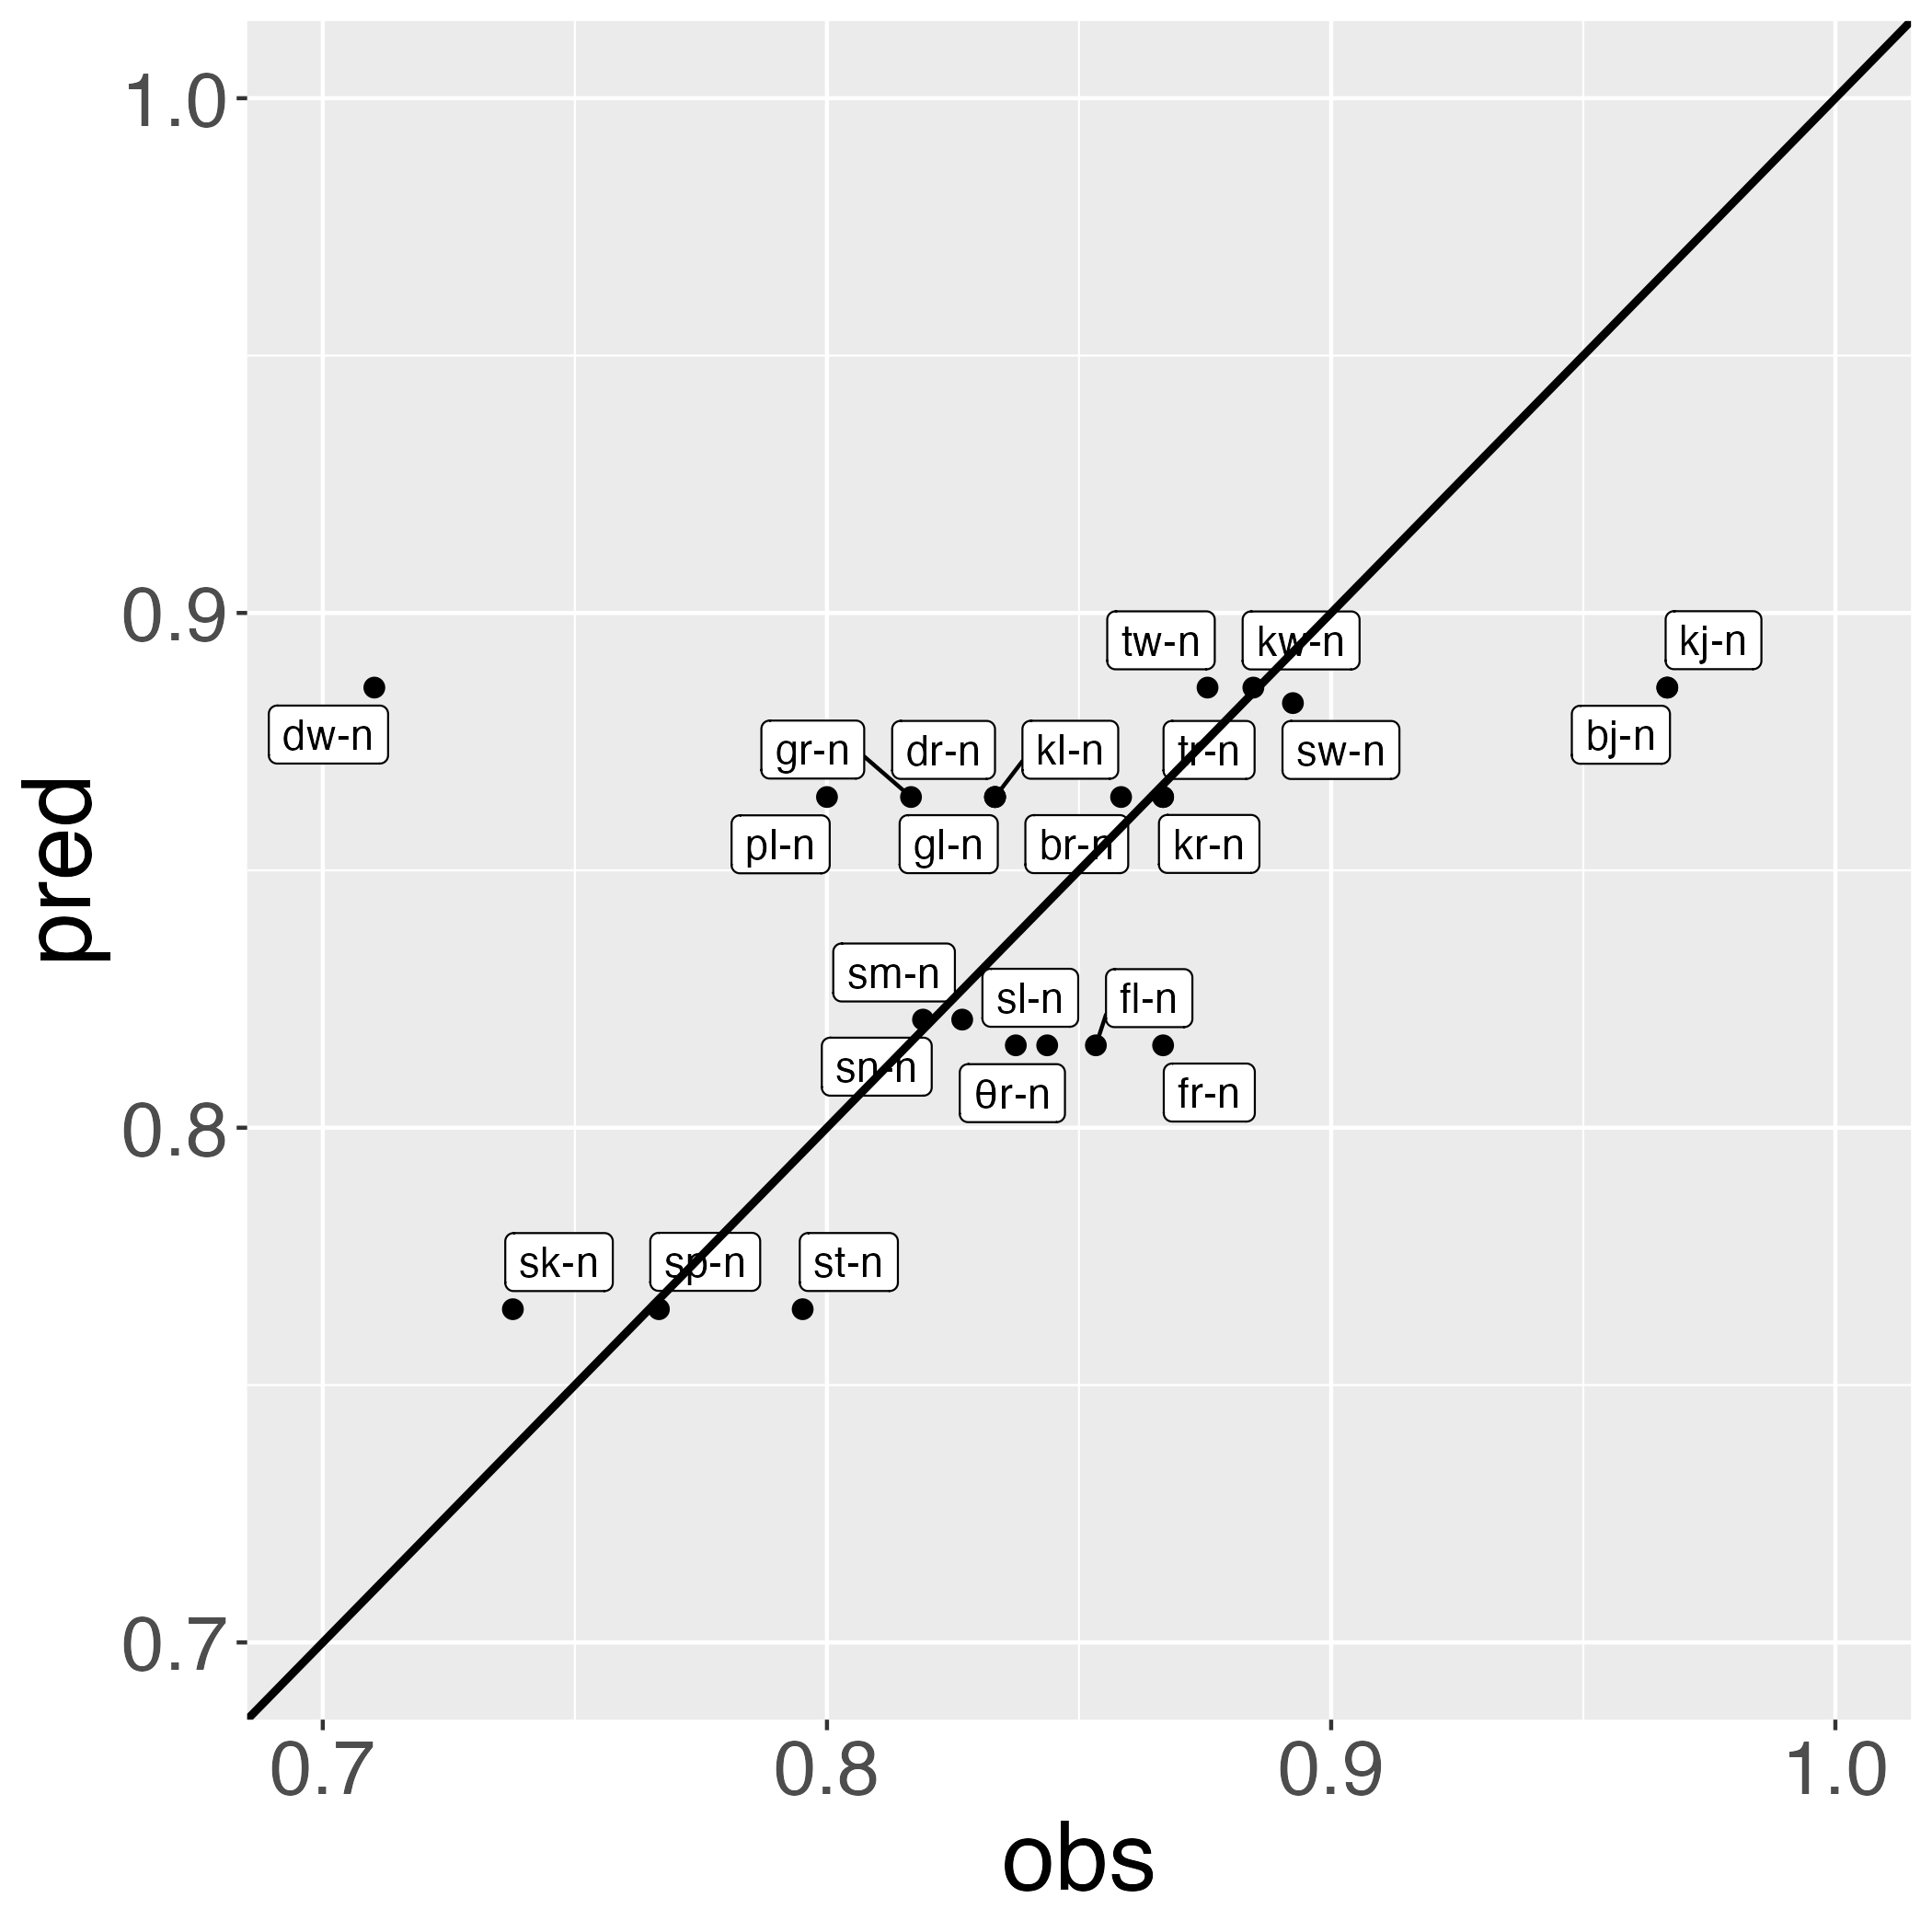 1.0
0.9
0.8
0.7
pred
tw-n
kw-n
kj-n
dw-n
bj-n
gr-n
dr-n
kl-n
tr-n
sw-n
pl-n
gl-n
br-n
kr-n
sm-n
sl-n
fl-n
sn-n
θr-n
fr-n
sk-n
sp-n
st-n
0.7
0.8
0.9
1.0
obs